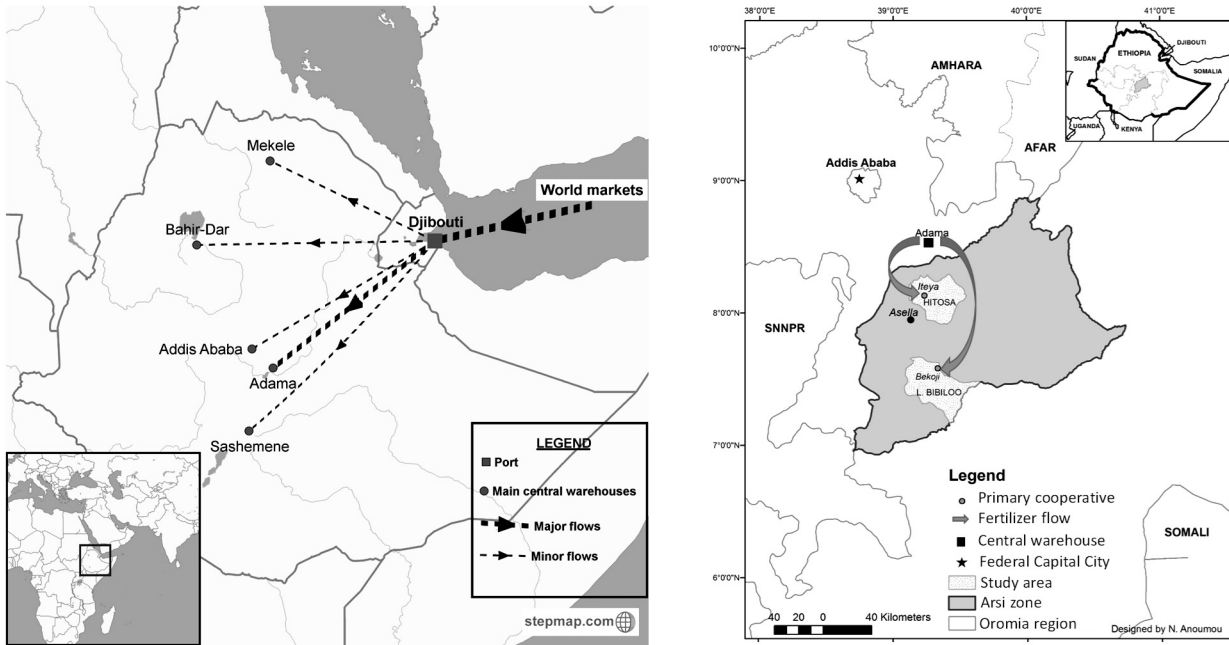 Mekele
World markets
Djibouti
Bahir-Dar
Addis Ababa
Adama
Sashemene
LEGEND
Port
Main central warehouses
Major flows
Minor flows
stepmap.com
38°0'0"E
39°0'0"E
40°0'0"E
41°0'0"E
10°0'0"N
9°0'0"N
8°0'0"N
7°0'0"N
6°0'0"N
AMHARA
AFAR
Addis Ababa
Adama
Iteya
HITOSA
Asella
SNNPR
Bekoji
L. BIBILOO
SOMALI
DJIBOUTI
ETHIOPIA
SUDAN
SOMALIA
UGANDA
KENYA
Legend
Primary cooperative
Fertilizer flow
Central warehouse
Federal Capital City
Study area
Arsi zone
Oromia region
40 20 0 40 Kilometers
Designed by N. Anoumou